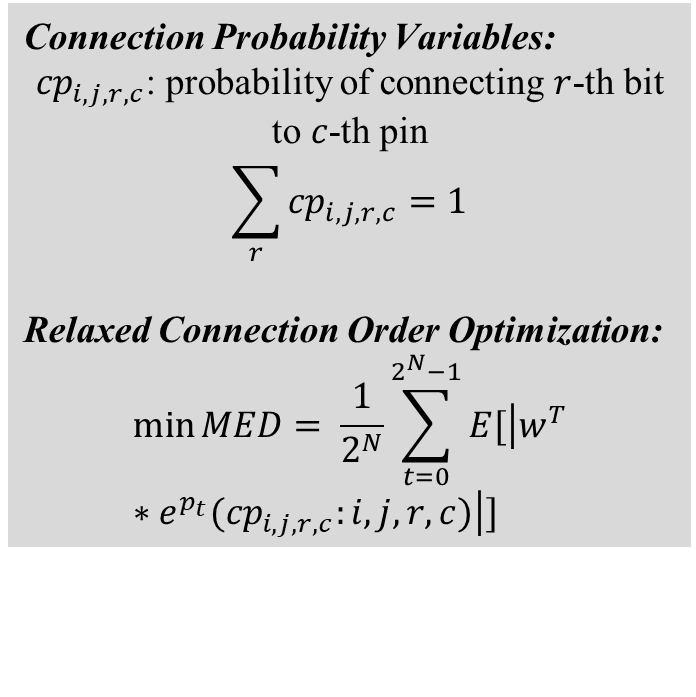 Connection Probability Variables:
cp_{i,j,r,c}: probability of connecting r-th bit
to c-th pin
\sum_{r} cp_{i,j,r,c} = 1
Relaxed Connection Order Optimization:
min MED = \frac{1}{2^N} \sum_{t=0}^{2^N-1} E[|w^T
* e^{p_t}(cp_{i,j,r,c}: i, j, r, c)|]